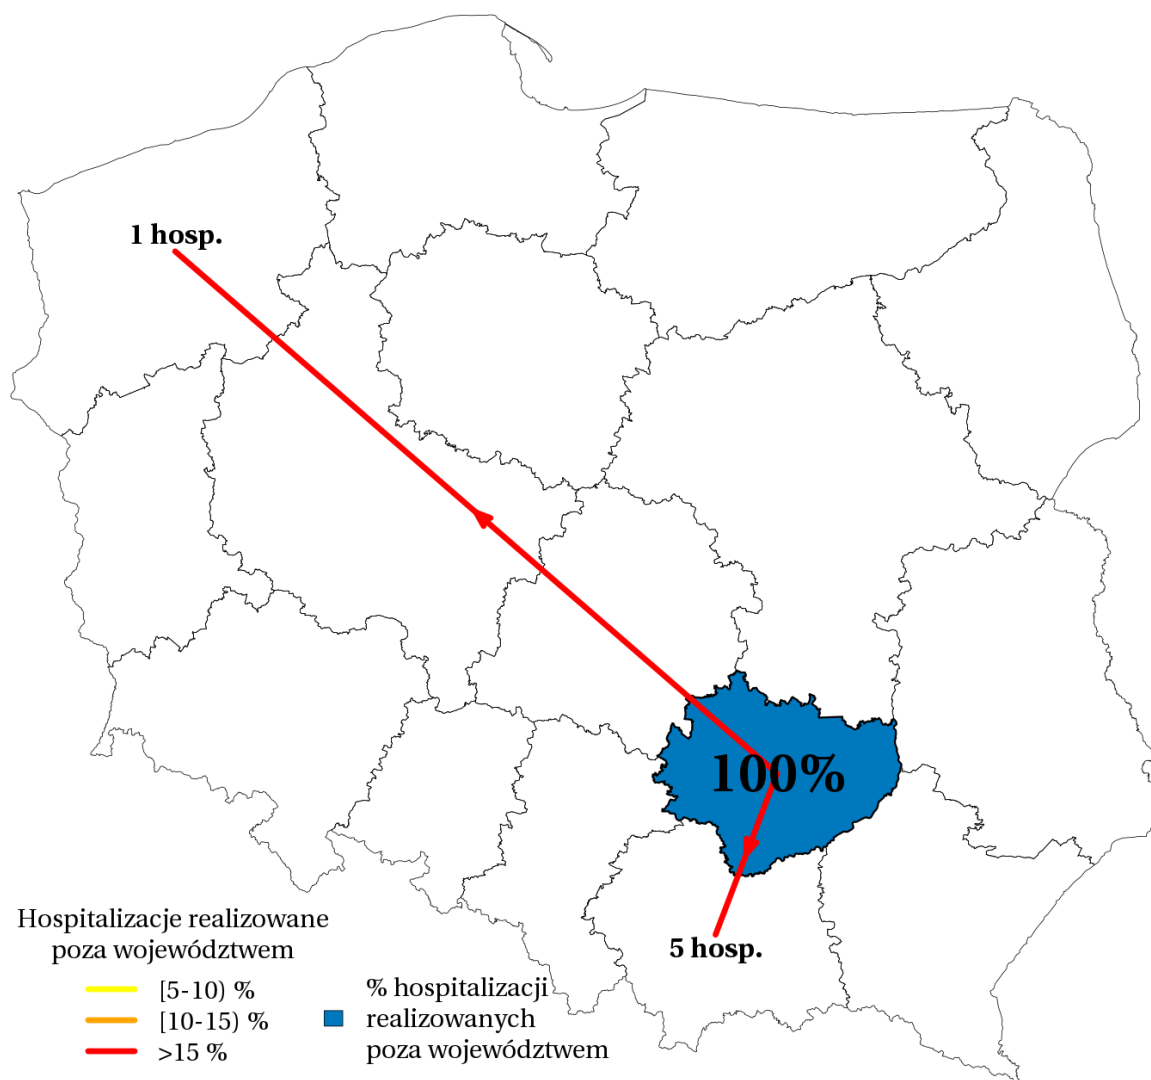 1 hosp.
100%
5 hosp.
Hospitalizacje realizowane
poza województwem
[5-10) %
[10-15) %
>15 %
% hospitalizacji
realizowanych
poza województwem